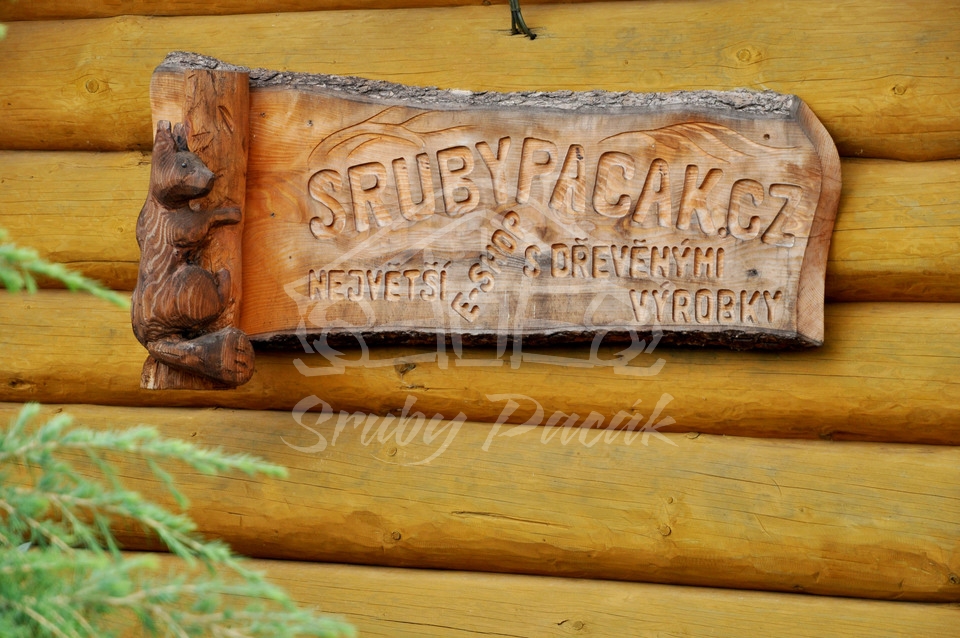 SRUBYPACAK.CZ
NEJVĚTŠÍ E-SHOP S DŘEVĚNÝMI
VÝROBKY
Sruby Pacák